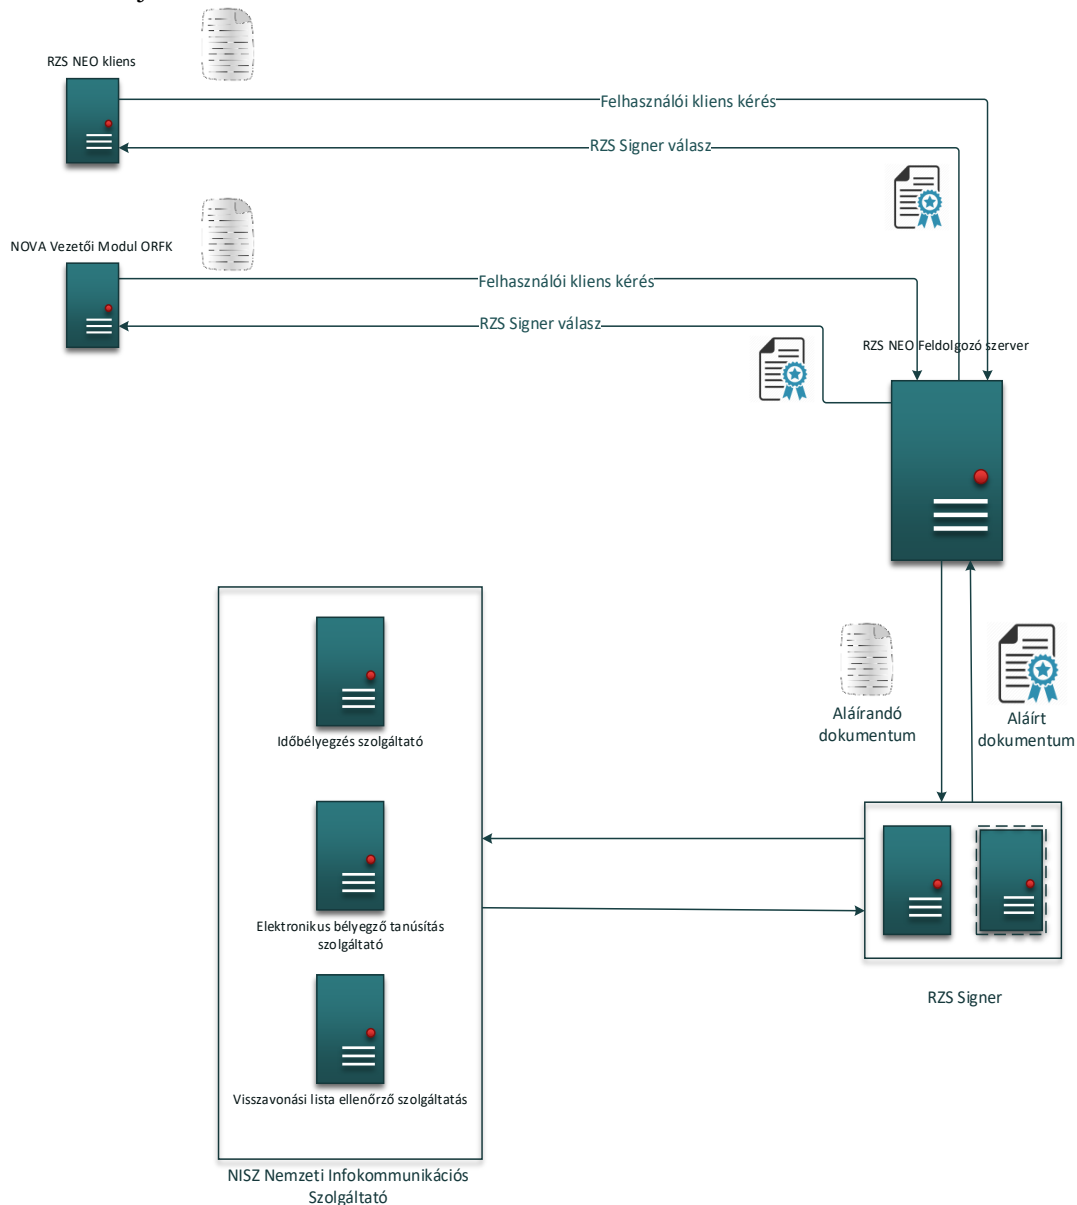 RZS NEO kliens
Felhasználói kliens kérés
RZS Signer válasz
NOVA Vezetői Modul ORFK
Felhasználói kliens kérés
RZS Signer válasz
RZS NEO Feldolgozó szerver
Aláírandó
dokumentum
Aláírt
dokumentum
Időbélyegzés szolgáltató
Elektronikus bélyegző tanúsítás
szolgáltató
Visszavonási lista ellenőrző szolgáltatás
RZS Signer
NISZ Nemzeti Infokommunikációs
Szolgáltató